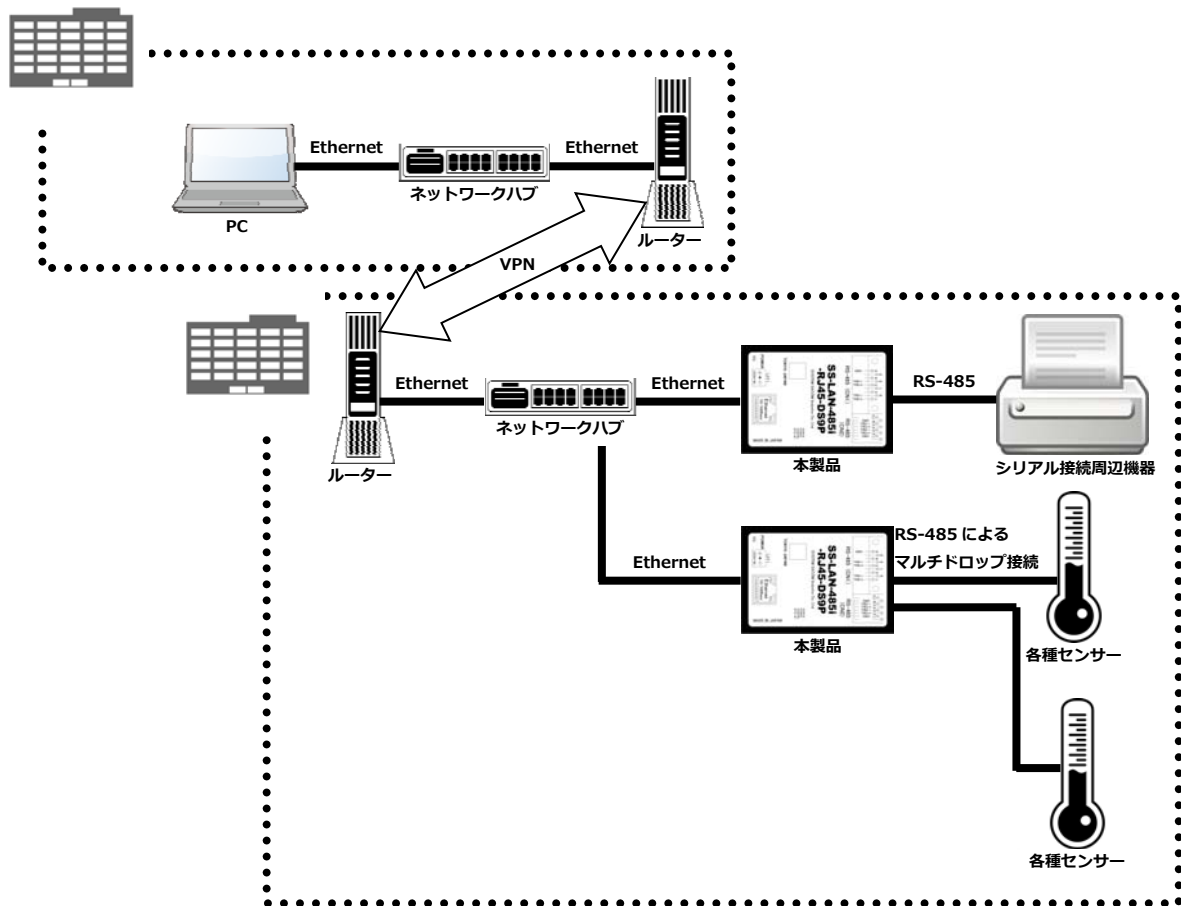 Ethernet
Ethernet
ネットワークハブ
PC
ルーター
VPN
Ethernet
Ethernet
RS-485
SS-LAN-485i
-RJ45-DS9P
ネットワークハブ
ルーター
本製品
シリアル接続周辺機器
Ethernet
SS-LAN-485i
-RJ45-DS9P
RS-485 による
マルチドロップ接続
本製品
各種センサー
各種センサー